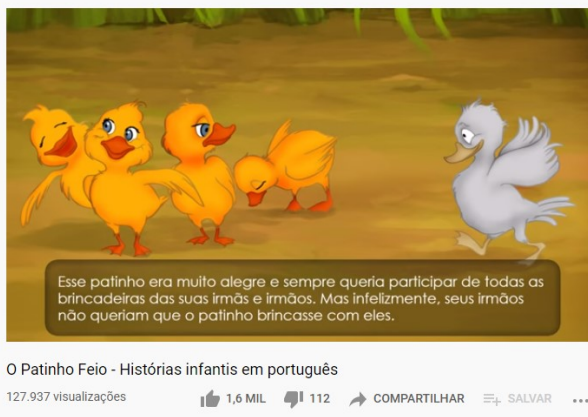 Esse patinho era muito alegre e sempre queria participar de todas as
brincadeiras das suas irmãs e irmãos. Mas infelizmente, seus irmãos
não queriam que o patinho brincasse com eles.
O Patinho Feio - Histórias infantis em português
127.937 visualizações 1,6 MIL 112 COMPARTILHAR SALVAR